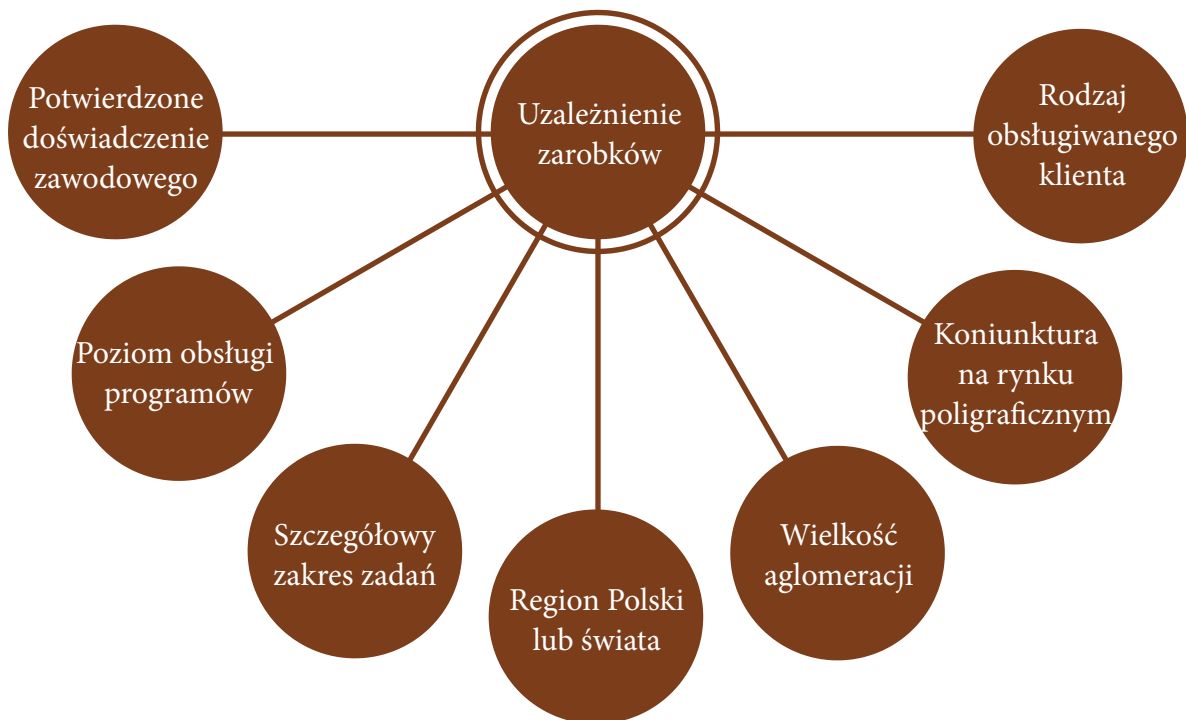 Uzależnienie
zarobków
Potwierdzone
doświadczenie
zawodowego
Poziom obsługi
programów
Szczegółowy
zakres zadań
Region Polski
lub świata
Wielkość
aglomeracji
Koniunktura
na rynku
poligraficznym
Rodzaj
obsługiwanego
klienta